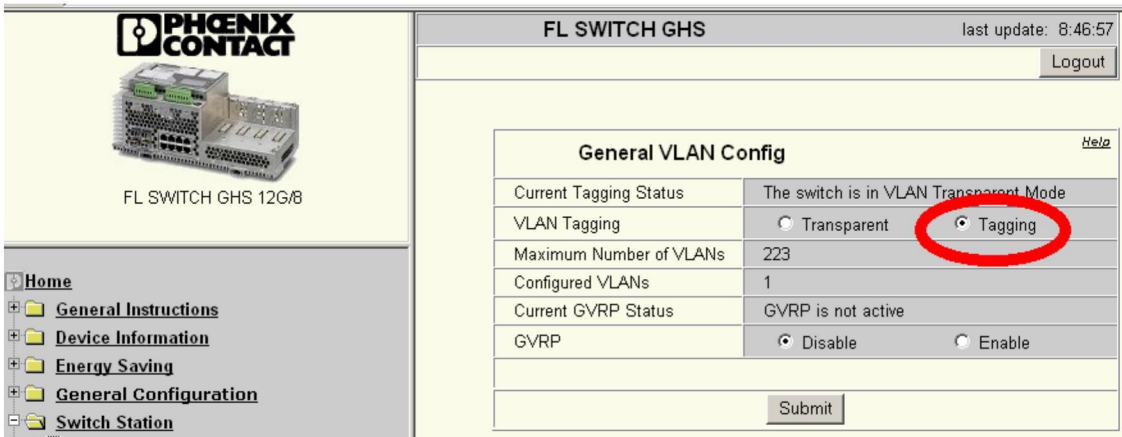 PHŒNIX
CONTACT
FL SWITCH GHS 12G/8
Home
General Instructions
Device Information
Energy Saving
General Configuration
Switch Station
FL SWITCH GHS last update: 8:46:57
Logout
General VLAN Config Help
Current Tagging Status The switch is in VLAN Transparent Mode
VLAN Tagging Transparent Tagging
Maximum Number of VLANs 223
Configured VLANs 1
Current GVRP Status GVRP is not active
GVRP Disable Enable
Submit